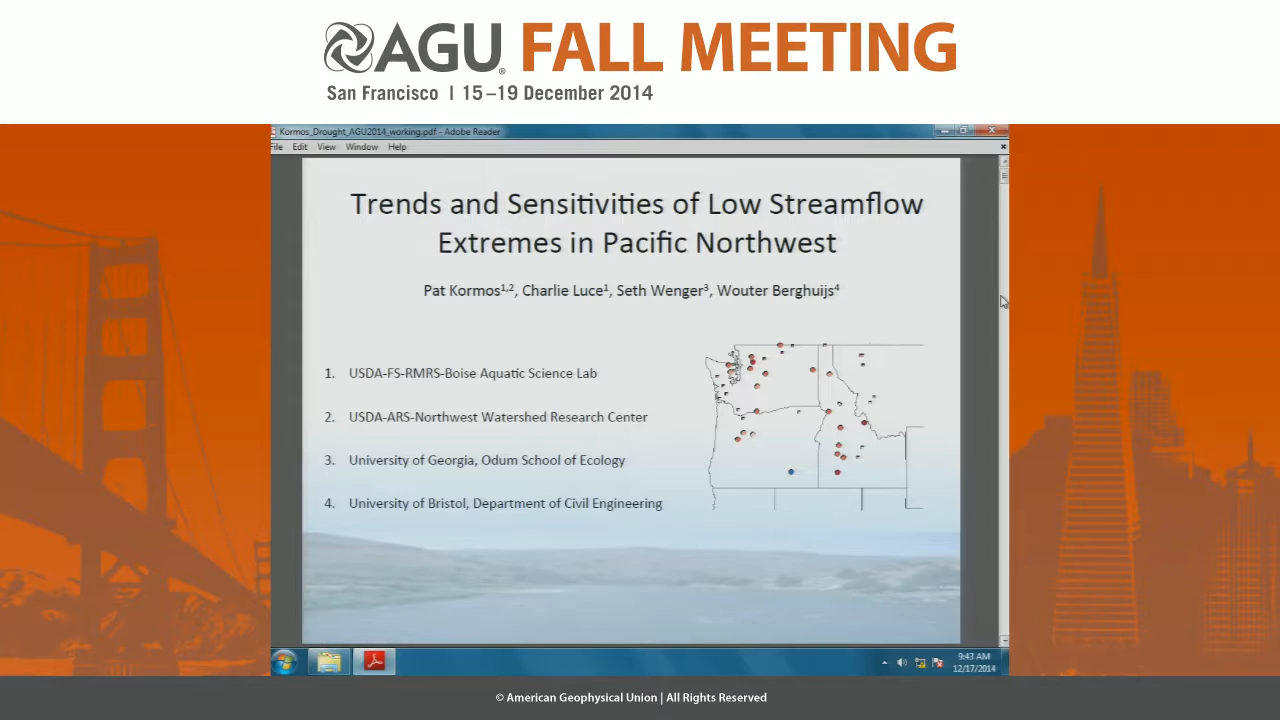 AGU FALL MEETING
San Francisco | 15–19 December 2014
Kormos_Drought_AGU2014_working.pdf - Adobe Reader
File Edit View Window Help
Trends and Sensitivities of Low Streamflow
Extremes in Pacific Northwest
Pat Kormos1,2, Charlie Luce1, Seth Wenger3, Wouter Berghuijs4
1. USDA-FS-RMRS-Boise Aquatic Science Lab
2. USDA-ARS-Northwest Watershed Research Center
3. University of Georgia, Odum School of Ecology
4. University of Bristol, Department of Civil Engineering
9:43 AM
12/17/2014
© American Geophysical Union | All Rights Reserved